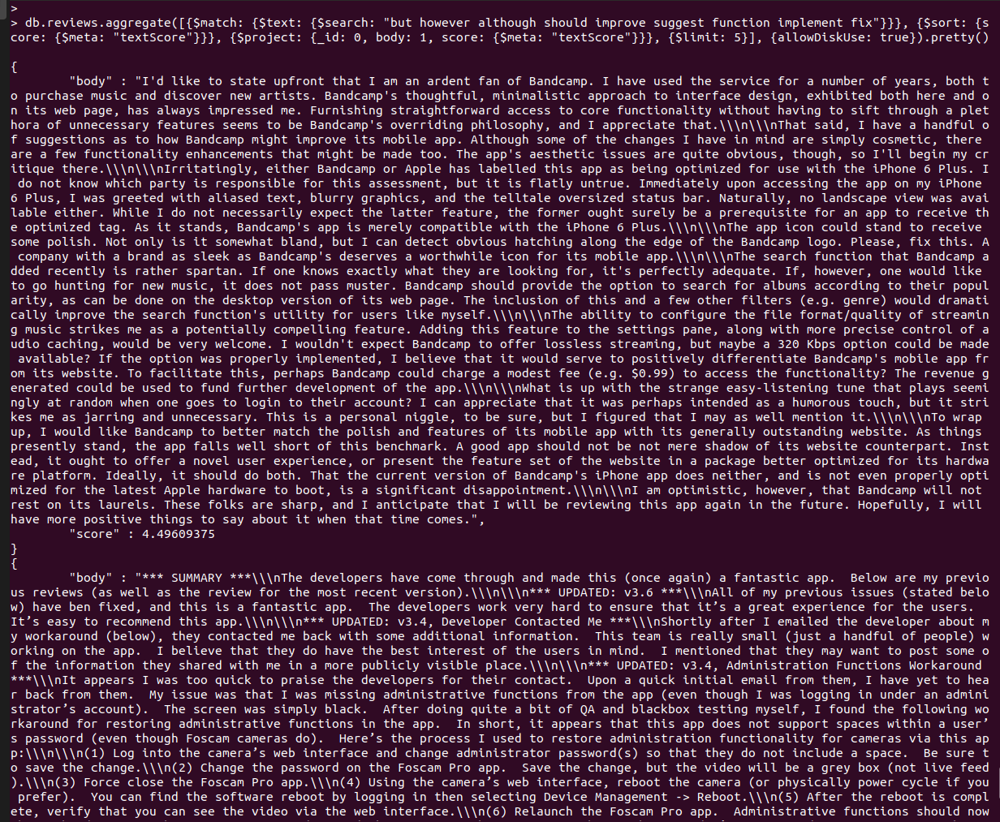 >
> db.reviews.aggregate([{$match: {$text: {$search: "but however although should improve suggest function implement fix"}}}, {$sort: {s
core: {$meta: "textScore"}}}, {$project: {_id: 0, body: 1, score: {$meta: "textScore"}}}, {$limit: 5}], {allowDiskUse: true}).pretty()
{
"body" : "I'd like to state upfront that I am an ardent fan of Bandcamp. I have used the service for a number of years, both t
o purchase music and discover new artists. Bandcamp's thoughtful, minimalistic approach to interface design, exhibited both here and o
n its web page, has always impressed me. Furnishing straightforward access to core functionality without having to sift through a plet
hora of unnecessary features seems to be Bandcamp's overriding philosophy, and I appreciate that.\\\n\\\nThat said, I have a handful o
f suggestions as to how Bandcamp might improve its mobile app. Although some of the changes I have in mind are simply cosmetic, there
are a few functionality enhancements that might be made too. The app's aesthetic issues are quite obvious, though, so I'll begin my cr
itique there.\\\n\\\nIrritatingly, either Bandcamp or Apple has labelled this app as being optimized for use with the iPhone 6 Plus. I
do not know which party is responsible for this assessment, but it is flatly untrue. Immediately upon accessing the app on my iPhone
6 Plus, I was greeted with aliased text, blurry graphics, and the telltale oversized status bar. Naturally, no landscape view was avai
lable either. While I do not necessarily expect the latter feature, the former ought surely be a prerequisite for an app to receive th
e optimized tag. As it stands, Bandcamp's app is merely compatible with the iPhone 6 Plus.\\\n\\\nThe app icon could stand to receive
some polish. Not only is it somewhat bland, but I can detect obvious hatching along the edge of the Bandcamp logo. Please, fix this. A
company with a brand as sleek as Bandcamp's deserves a worthwhile icon for its mobile app.\\\n\\\nThe search function that Bandcamp a
dded recently is rather spartan. If one knows exactly what they are looking for, it's perfectly adequate. If, however, one would like
to go hunting for new music, it does not pass muster. Bandcamp should provide the option to search for albums according to their popul
arity, as can be done on the desktop version of its web page. The inclusion of this and a few other filters (e.g. genre) would dramati
cally improve the search function's utility for users like myself.\\\n\\\nThe ability to configure the file format/quality of streamin
g music strikes me as a potentially compelling feature. Adding this feature to the settings pane, along with more precise control of a
udio caching, would be very welcome. I wouldn't expect Bandcamp to offer lossless streaming, but maybe a 320 Kbps option could be made
available? If the option was properly implemented, I believe that it would serve to positively differentiate Bandcamp's mobile app fr
om its website. To facilitate this, perhaps Bandcamp could charge a modest fee (e.g. $0.99) to access the functionality? The revenue g
enerated could be used to fund further development of the app.\\\n\\\nWhat is up with the strange easy-listening tune that plays seemi
ngly at random when one goes to login to their account? I can appreciate that it was perhaps intended as a humorous touch, but it stri
kes me as jarring and unnecessary. This is a personal niggle, to be sure, but I figured that I may as well mention it.\\\n\\\nTo wrap
up, I would like Bandcamp to better match the polish and features of its mobile app with its generally outstanding website. As things
presently stand, the app falls well short of this benchmark. A good app should not be not mere shadow of its website counterpart. Inst
ead, it ought to offer a novel user experience, or present the feature set of the website in a package better optimized for its hardwa
re platform. Ideally, it should do both. That the current version of Bandcamp's iPhone app does neither, and is not even properly opti
mized for the latest Apple hardware to boot, is a significant disappointment.\\\n\\\nI am optimistic, however, that Bandcamp will not
rest on its laurels. These folks are sharp, and I anticipate that I will be reviewing this app again in the future. Hopefully, I will
have more positive things to say about it when that time comes.",
"score" : 4.49609375
}
{
"body" : "*** SUMMARY ***\\\nThe developers have come through and made this (once again) a fantastic app.  Below are my previo
us reviews (as well as the review for the most recent version).\\\n\\\n*** UPDATED: v3.6 ***\\\nAll of my previous issues (stated belo
w) have ben fixed, and this is a fantastic app.  The developers work very hard to ensure that it’s a great experience for the users.
It’s easy to recommend this app.\\\n\\\n*** UPDATED: v3.4, Developer Contacted Me ***\\\nShortly after I emailed the developer about m
y workaround (below), they contacted me back with some additional information.  This team is really small (just a handful of people) w
orking on the app.  I believe that they do have the best interest of the users in mind.  I mentioned that they may want to post some o
f the information they shared with me in a more publicly visible place.\\\n\\\n*** UPDATED: v3.4, Administration Functions Workaround
***\\\nIt appears I was too quick to praise the developers for their contact.  Upon a quick initial email from them, I have yet to hea
r back from them.  My issue was that I was missing administrative functions from the app (even though I was logging in under an admini
strator’s account).  The screen was simply black.  After doing quite a bit of QA and blackbox testing myself, I found the following wo
rkaround for restoring administrative functions in the app.  In short, it appears that this app does not support spaces within a user’
s password (even though Foscam cameras do).  Here’s the process I used to restore administration functionality for cameras via this ap
p:\\\n\\\n(1) Log into the camera’s web interface and change administrator password(s) so that they do not include a space.  Be sure t
o save the change.\\\n(2) Change the password on the Foscam Pro app.  Save the change, but the video will be a grey box (not live feed
).\\\n(3) Force close the Foscam Pro app.\\\n(4) Using the camera’s web interface, reboot the camera (or physically power cycle if you
prefer).  You can find the software reboot by logging in then selecting Device Management -> Reboot.\\\n(5) After the reboot is compl
ete, verify that you can see the video via the web interface.\\\n(6) Relaunch the Foscam Pro app.  Administrative functions should now